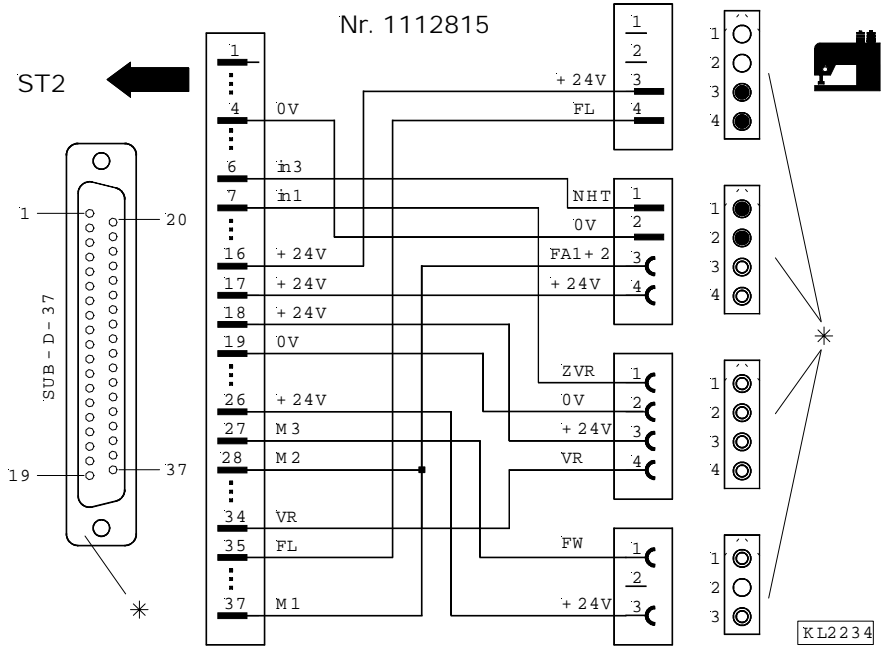 Nr. 1112815
ST2
SUB-D-37
1
20
19
37
1
4 0V
6 in3
7 in1
16 +24V
17 +24V
18 +24V
19 0V
26 +24V
27 M3
28 M2
34 VR
35 FL
37 M1
1
2
+24V 3
FL 4
NHT 1
0V 2
FA1+2 3
+24V 4
ZVR 1
0V 2
+24V 3
VR 4
FW 1
2
+24V 3
1
2
3
4
1
2
3
4
1
2
3
4
1
2
3
KL2234